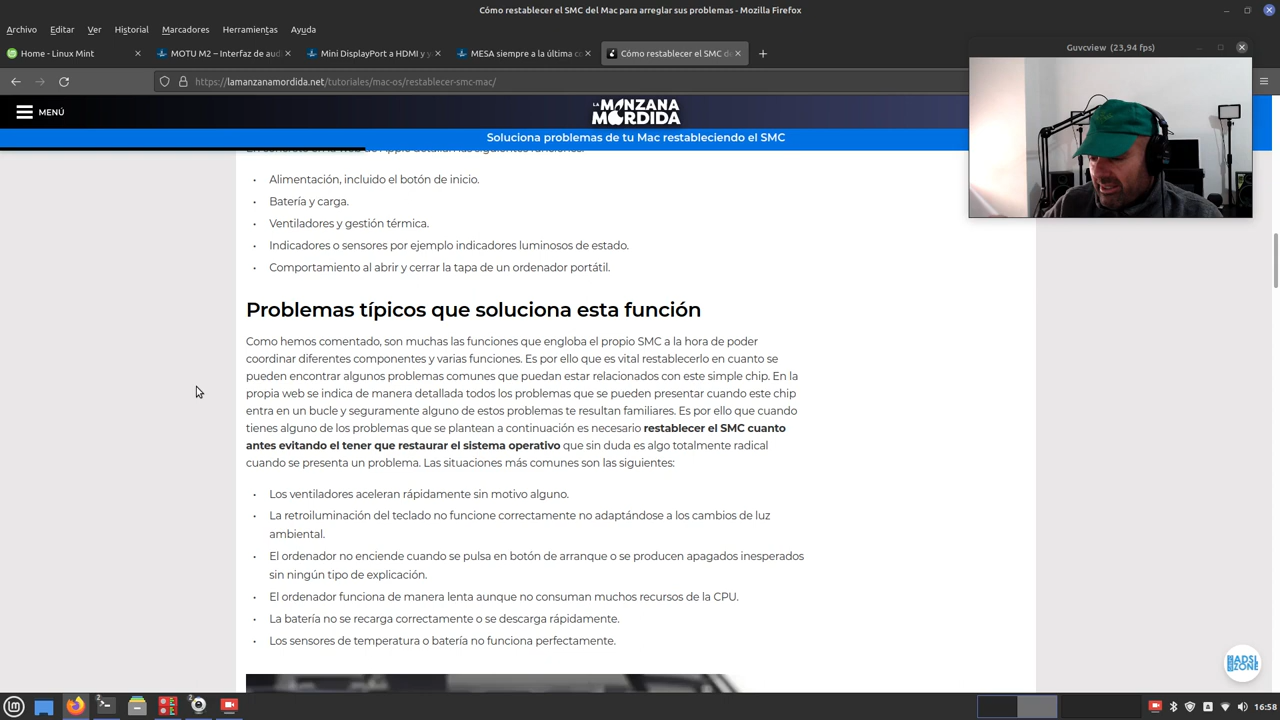 Cómo restablecer el SMC del Mac para arreglar sus problemas - Mozilla Firefox
Archivo Editar Ver Historial Marcadores Herramientas Ayuda
Home - Linux Mint
MOTU M2 – Interfaz de aud
Mini DisplayPort a HDMI y
MESA siempre a la última co
Cómo restablecer el SMC d
https://lamanzanamordida.net/tutoriales/mac-os/restablecer-smc-mac/
Guvcview (23,94 fps)
MENÚ
LA MANZANA
MORDIDA
Soluciona problemas de tu Mac restableciendo el SMC
Alimentación, incluido el botón de inicio.
Batería y carga.
Ventiladores y gestión térmica.
Indicadores o sensores por ejemplo indicadores luminosos de estado.
Comportamiento al abrir y cerrar la tapa de un ordenador portátil.
Problemas típicos que soluciona esta función
Como hemos comentado, son muchas las funciones que engloba el propio SMC a la hora de poder
coordinar diferentes componentes y varias funciones. Es por ello que es vital restablecerlo en cuanto se
pueden encontrar algunos problemas comunes que puedan estar relacionados con este simple chip. En la
propia web se indica de manera detallada todos los problemas que se pueden presentar cuando este chip
entra en un bucle y seguramente alguno de estos problemas te resultan familiares. Es por ello que cuando
tienes alguno de los problemas que se plantean a continuación es necesario restablecer el SMC cuanto
antes evitando el tener que restaurar el sistema operativo que sin duda es algo totalmente radical
cuando se presenta un problema. Las situaciones más comunes son las siguientes:
Los ventiladores aceleran rápidamente sin motivo alguno.
La retroiluminación del teclado no funcione correctamente no adaptándose a los cambios de luz
ambiental.
El ordenador no enciende cuando se pulsa en botón de arranque o se producen apagados inesperados
sin ningún tipo de explicación.
El ordenador funciona de manera lenta aunque no consuman muchos recursos de la CPU.
La batería no se recarga correctamente o se descarga rápidamente.
Los sensores de temperatura o batería no funciona perfectamente.
ADSL
ZONE
16:58